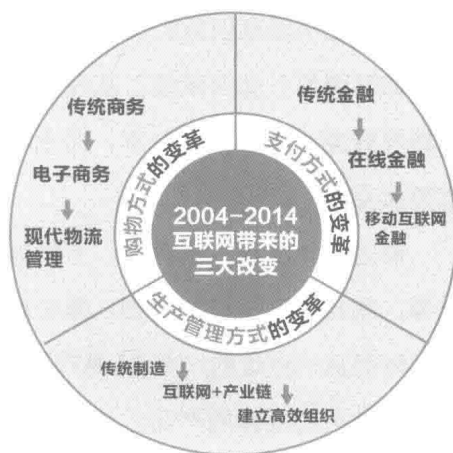 2004-2014
互联网带来的
三大改变
购物方式的变革
传统商务
电子商务
现代物流
管理
支付方式的变革
传统金融
在线金融
移动互联网
金融
生产管理方式的变革
传统制造
互联网+产业链
建立高效组织